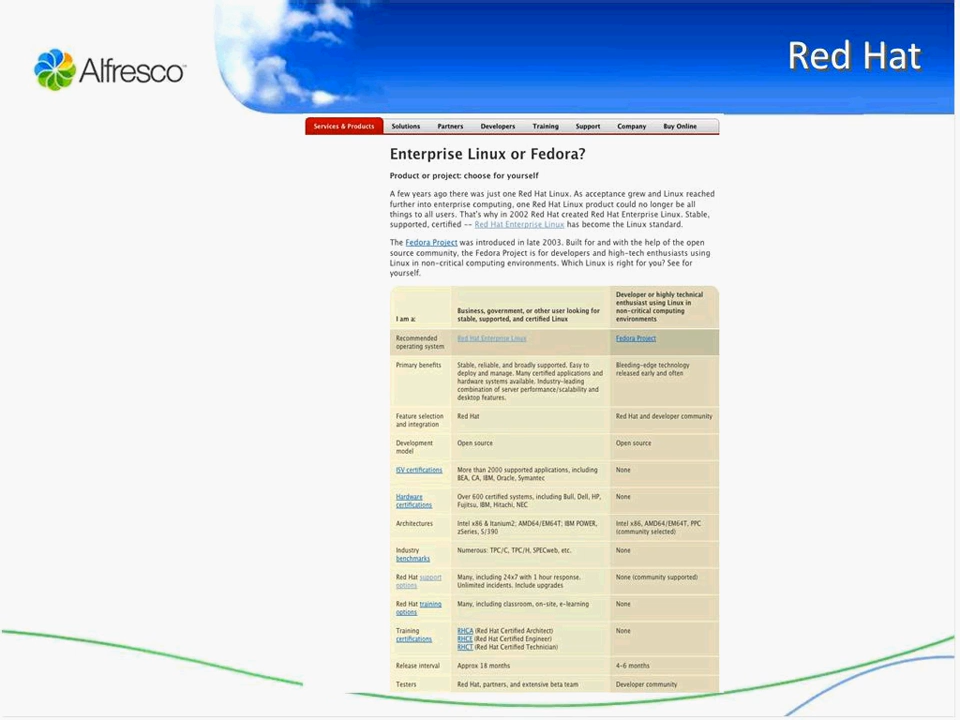 Alfresco™
Red Hat
Services & Products Solutions Partners Developers Training Support Company Buy Online
Enterprise Linux or Fedora?
Product or project: choose for yourself
A few years ago there was just one Red Hat Linux. As acceptance grew and Linux reached
further into enterprise computing, one Red Hat Linux product could no longer be all
things to all users. That's why in 2002 Red Hat created Red Hat Enterprise Linux. Stable,
supported, certified -- Red Hat Enterprise Linux has become the Linux standard.
The Fedora Project was introduced in late 2003. Built for and with the help of the open
source community, the Fedora Project is for developers and high-tech enthusiasts using
Linux in non-critical computing environments. Which Linux is right for you? See for
yourself.
I am a:
Business, government, or other user looking for
stable, supported, and certified Linux
Developer or highly technical
enthusiast using Linux in
non-critical computing
environments
Recommended
operating system
Red Hat Enterprise Linux
Fedora Project
Primary benefits
Stable, reliable, and broadly supported. Easy to
deploy and manage. Many certified applications and
hardware systems available. Industry-leading
combination of server performance/scalability and
desktop features.
Bleeding-edge technology
released early and often
Feature selection
and integration
Red Hat
Red Hat and developer community
Development
model
Open source
Open source
ISV certifications
More than 2000 supported applications, including
BEA, CA, IBM, Oracle, Symantec
None
Hardware
certifications
Over 600 certified systems, including Bull, Dell, HP,
Fujitsu, IBM, Hitachi, NEC
None
Architectures
Intel x86 & Itanium2; AMD64/EM64T; IBM POWER,
zSeries, S/390
Intel x86, AMD64/EM64T, PPC
(community selected)
Industry
benchmarks
Numerous: TPC/C, TPC/H, SPECweb, etc.
None
Red Hat support
options
Many, including 24x7 with 1 hour response.
Unlimited incidents. Include upgrades
None (community supported)
Red Hat training
options
Many, including classroom, on-site, e-learning
None
Training
certifications
RHCA (Red Hat Certified Architect)
RHCE (Red Hat Certified Engineer)
RHCT (Red Hat Certified Technician)
None
Release interval
Approx 18 months
4-6 months
Testers
Red Hat, partners, and extensive beta team
Developer community